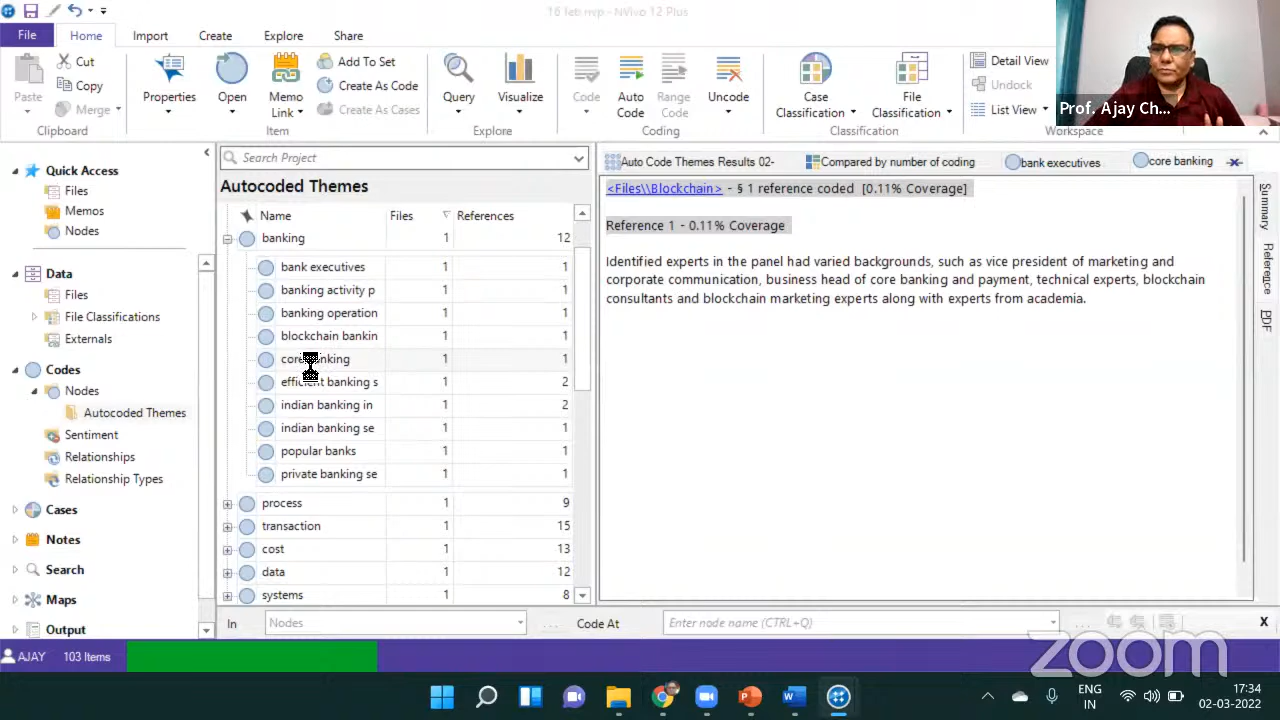 16 feb nvp - NVivo 12 Plus
File
Home
Import
Create
Explore
Share
Paste
Cut
Copy
Merge
Clipboard
Properties
Open
Memo Link
Add To Set
Create As Code
Create As Cases
Item
Query
Visualize
Explore
Code
Auto Code
Range Code
Uncode
Coding
Case Classification
File Classification
Classification
Detail View
Undock
List View
Workspace
Prof. Ajay Ch...
Quick Access
Files
Memos
Nodes
Data
Files
File Classifications
Externals
Codes
Nodes
Autocoded Themes
Sentiment
Relationships
Relationship Types
Cases
Notes
Search
Maps
Output
Search Project
Autocoded Themes
Name Files References
banking 1 12
bank executives 1 1
banking activity p 1 1
banking operation 1 1
blockchain bankin 1 1
core banking 1 1
efficient banking s 1 2
indian banking in 1 2
indian banking se 1 1
popular banks 1 1
private banking se 1 1
process 1 9
transaction 1 15
cost 1 13
data 1 12
systems 1 8
Auto Code Themes Results 02-
Compared by number of coding
bank executives
core banking
<Files\\Blockchain> - § 1 reference coded [0.11% Coverage]
Reference 1 - 0.11% Coverage
Identified experts in the panel had varied backgrounds, such as vice president of marketing and
corporate communication, business head of core banking and payment, technical experts, blockchain
consultants and blockchain marketing experts along with experts from academia.
Summary
Reference
PDF
In
Nodes
...
Code At
Enter node name (CTRL+Q)
...
X
AJAY
103 Items
zoom
ENG
IN
17:34
02-03-2022